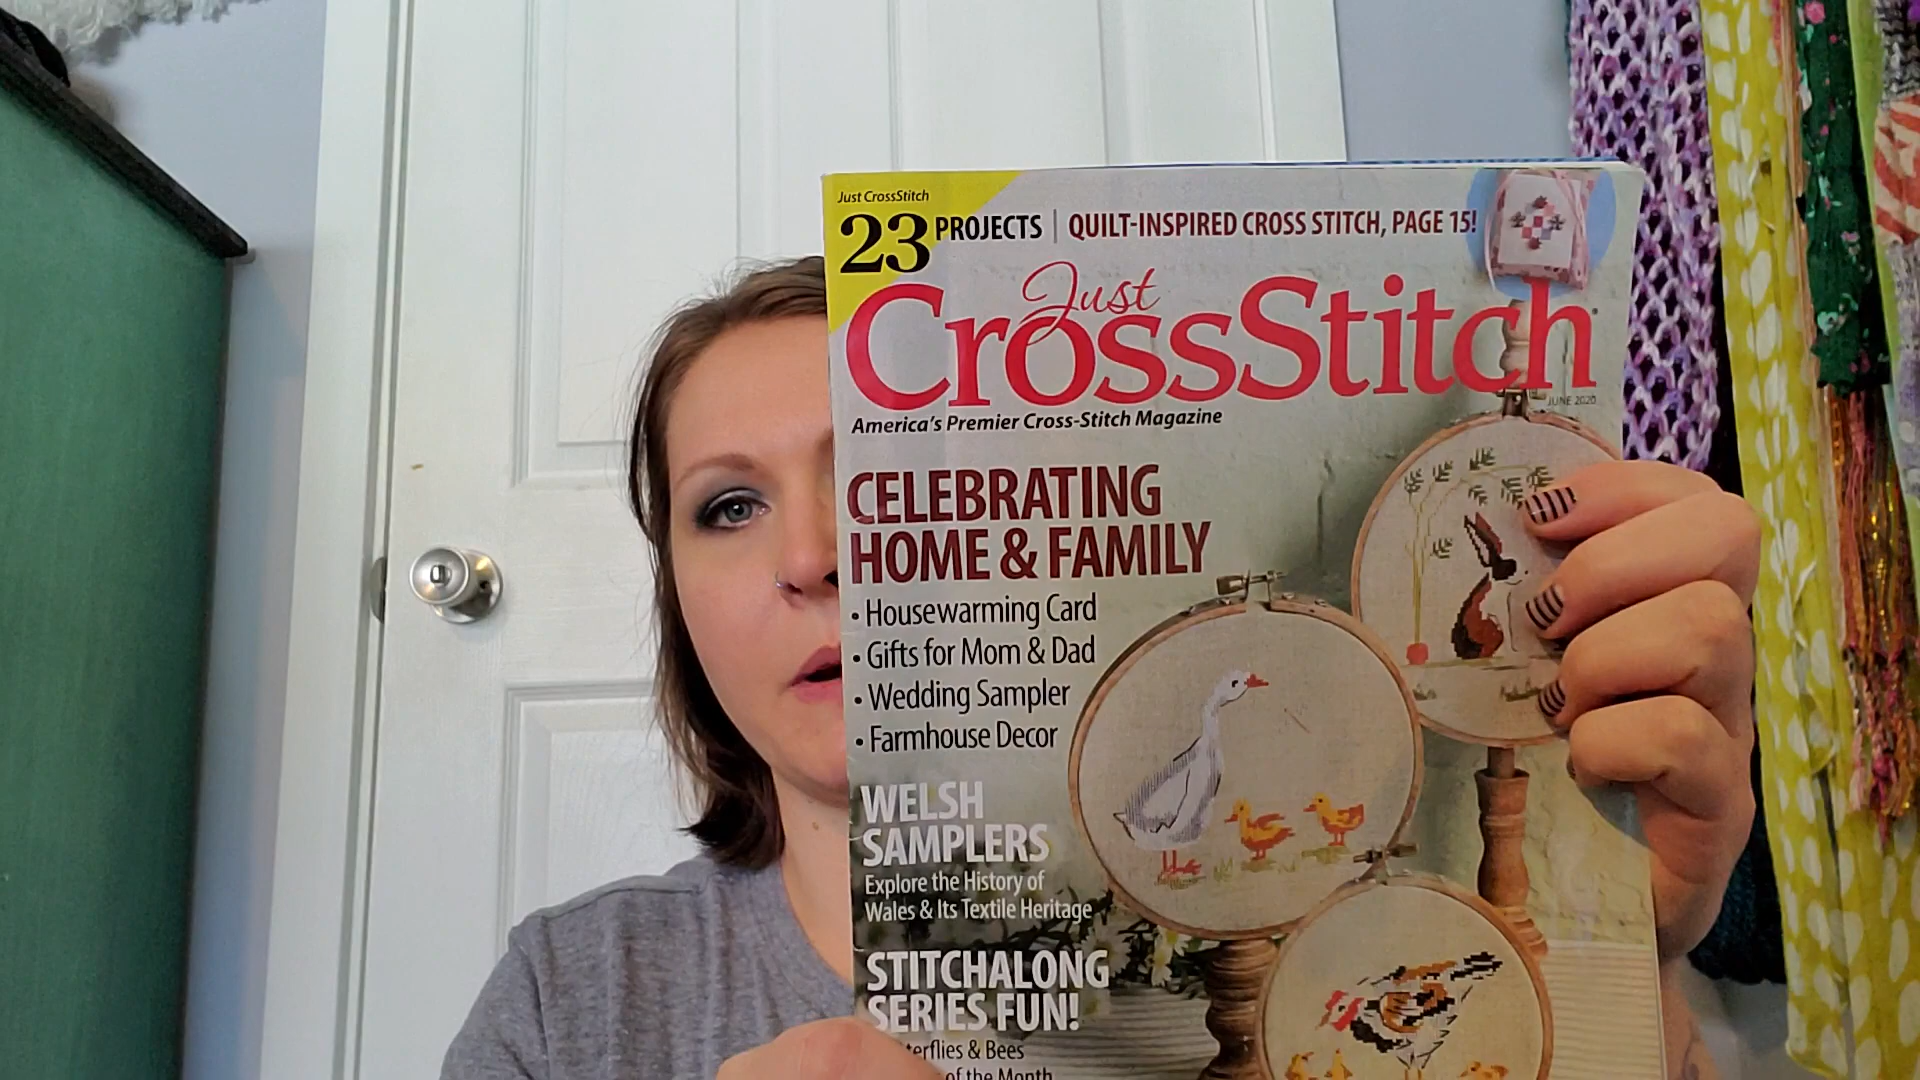 Just CrossStitch
23 PROJECTS | QUILT-INSPIRED CROSS STITCH, PAGE 15!
Just
CrossStitch
JUNE 2020
America's Premier Cross-Stitch Magazine
CELEBRATING
HOME & FAMILY
• Housewarming Card
• Gifts for Mom & Dad
• Wedding Sampler
• Farmhouse Decor
WELSH
SAMPLERS
Explore the History of
Wales & Its Textile Heritage
STITCHALONG
SERIES FUN!
erflies & Bees
of the Month